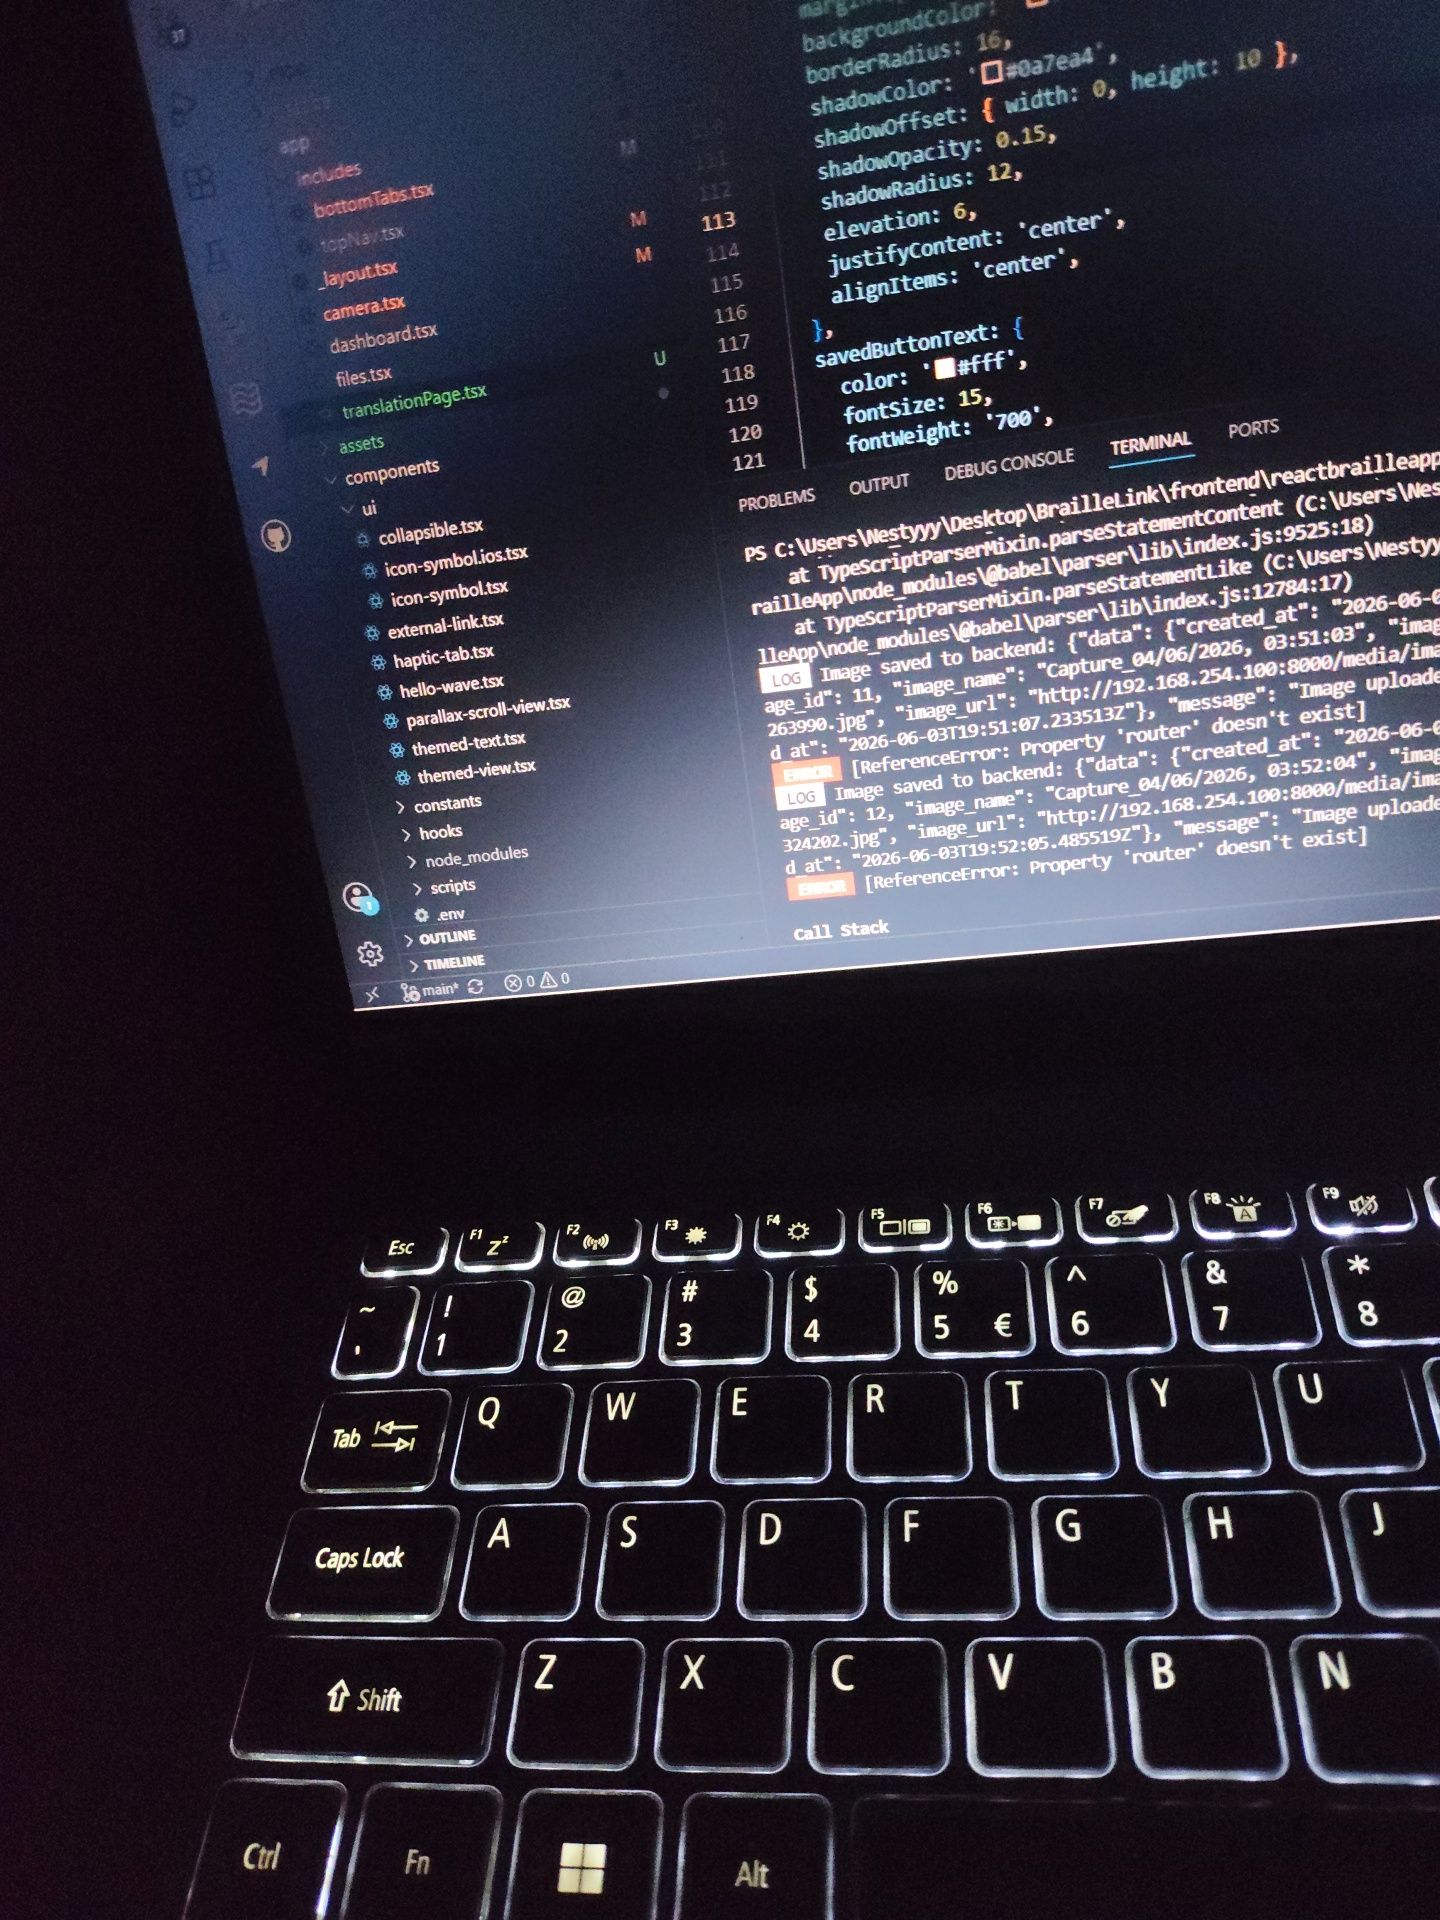 37
backgroundColor:
borderRadius: 16,
shadowColor: '#0a7ea4',
shadowOffset: { width: 0, height: 10 },
shadowOpacity: 0.15,
shadowRadius: 12,
elevation: 6,
justifyContent: 'center',
alignItems: 'center',
},
savedButtonText: {
color: '#fff',
fontSize: 15,
fontWeight: '700',
111
112
113
114
115
116
117
118
119
120
121
app
includes M
bottomTabs.tsx
topNav.tsx
_layout.tsx M
camera.tsx M
dashboard.tsx
files.tsx
translationPage.tsx U
assets
components
ui
collapsible.tsx
icon-symbol.ios.tsx
icon-symbol.tsx
external-link.tsx
haptic-tab.tsx
hello-wave.tsx
parallax-scroll-view.tsx
themed-text.tsx
themed-view.tsx
constants
hooks
node_modules
scripts
.env
OUTLINE
TIMELINE
1
main* 0 0
PROBLEMS OUTPUT DEBUG CONSOLE TERMINAL PORTS
PS C:\Users\Nestyyy\Desktop\BrailleLink\frontend\reactbrailleapp
at TypeScriptParserMixin.parseStatementContent (C:\Users\Nes
railleApp\node_modules\@babel\parser\lib\index.js:9525:18)
at TypeScriptParserMixin.parseStatementLike (C:\Users\Nestyy
lleApp\node_modules\@babel\parser\lib\index.js:12784:17)
LOG Image saved to backend: {"data": {"created_at": "2026-06-0
age_id": 11, "image_name": "Capture_04/06/2026, 03:51:03", "imag
263990.jpg", "image_url": "http://192.168.254.100:8000/media/ima
d_at": "2026-06-03T19:51:07.233513Z"}, "message": "Image uploade
ERROR [ReferenceError: Property 'router' doesn't exist]
LOG Image saved to backend: {"data": {"created_at": "2026-06-0
age_id": 12, "image_name": "Capture_04/06/2026, 03:52:04", "imag
324202.jpg", "image_url": "http://192.168.254.100:8000/media/ima
d_at": "2026-06-03T19:52:05.485519Z"}, "message": "Image uploade
ERROR [ReferenceError: Property 'router' doesn't exist]
Call Stack
Esc F1 Zz F2 F3 F4 F5 F6 F7 F8 A F9
~ ! @ # $ % ^ & *
' 1 2 3 4 5 € 6 7 8
Tab Q W E R T Y U
Caps Lock A S D F G H J
Shift Z X C V B N
Ctrl Fn Alt